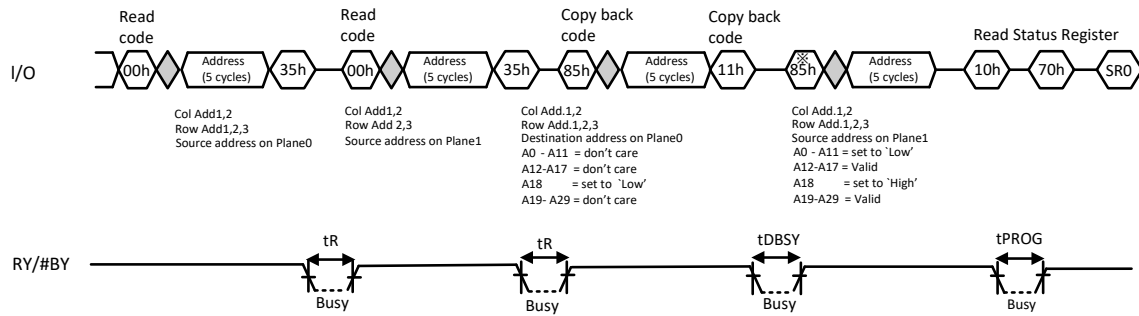 Read
code
Read
code
Copy back
code
Copy back
code
Read Status Register
I/O
00h
Address
(5 cycles)
35h
00h
Address
(5 cycles)
35h
85h
Address
(5 cycles)
11h
※
85h
Address
(5 cycles)
10h
70h
SR0
Col Add1,2
Row Add1,2,3
Source address on Plane0
Col Add1,2
Row Add 2,3
Source address on Plane1
Col Add.1,2
Row Add.1,2,3
Destination address on Plane0
A0 - A11 = don't care
A12-A17 = don't care
A18 = set to `Low'
A19- A29 = don't care
Col Add.1,2
Row Add.1,2,3
Source address on Plane1
A0 - A11 = set to `Low'
A12-A17 = Valid
A18 = set to `High'
A19-A29 = Valid
RY/#BY
tR
Busy
tR
Busy
tDBSY
Busy
tPROG
Busy